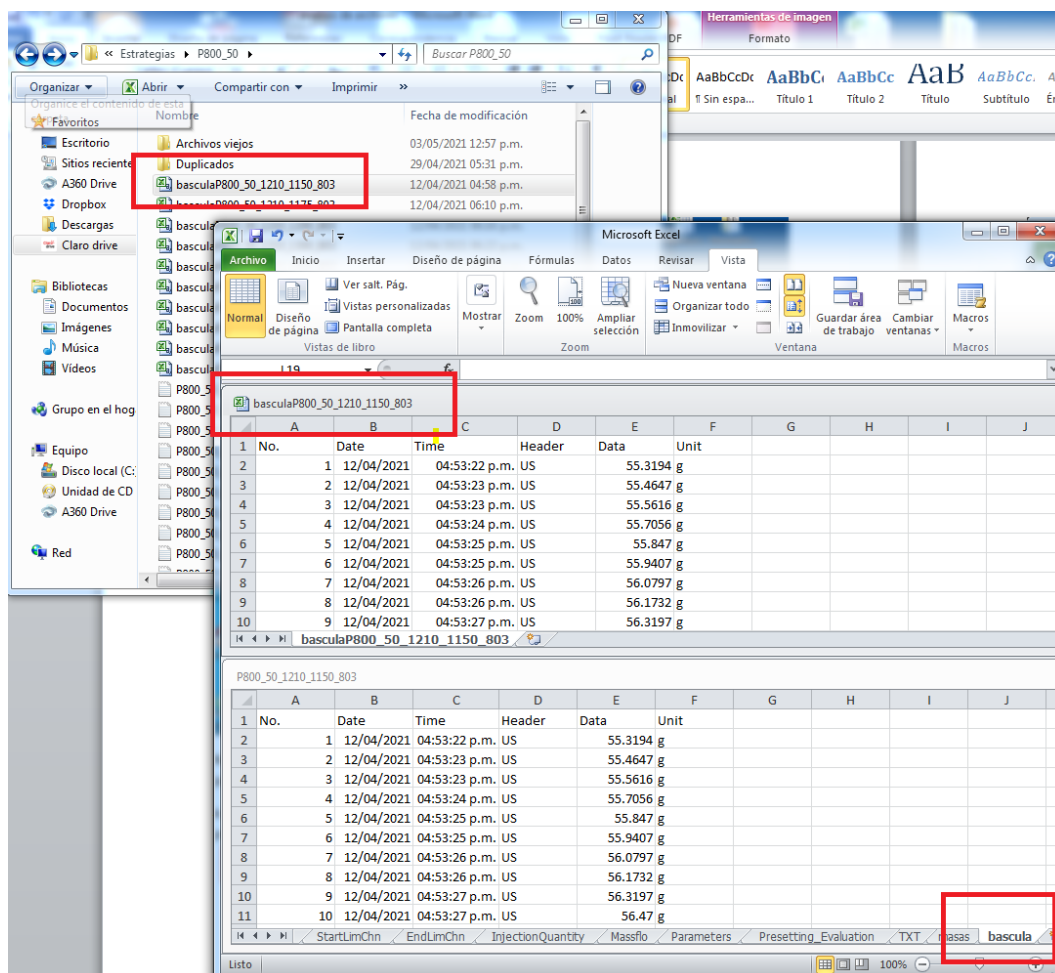 Herramientas de imagen
Formato
« Estrategias ▸ P800_50 ▸
Buscar P800_50
Organizar
Abrir
Compartir con
Imprimir
»
Organice el contenido de esta
AaBbCcDc
AaBbC
AaBbCc
AaB
AaBbCc.
¶ Sin espa...
Título 1
Título 2
Título
Subtítulo
Nombre
Fecha de modificación
Favoritos
Escritorio
Sitios reciente
A360 Drive
Dropbox
Descargas
Claro drive
Bibliotecas
Documentos
Imágenes
Música
Vídeos
Grupo en el hog
Equipo
Disco local (C:
Unidad de CD
A360 Drive
Red
Archivos viejos 03/05/2021 12:57 p.m.
Duplicados 29/04/2021 05:31 p.m.
basculaP800_50_1210_1150_803 12/04/2021 04:58 p.m.
basculaP800_50_1210_1175_802 12/04/2021 06:10 p.m.
Microsoft Excel
Archivo Inicio Insertar Diseño de página Fórmulas Datos Revisar Vista
Normal
Diseño de página
Ver salt. Pág.
Vistas personalizadas
Pantalla completa
Vistas de libro
Mostrar
Zoom
100%
Ampliar selección
Zoom
Nueva ventana
Organizar todo
Inmovilizar
Guardar área de trabajo
Cambiar ventanas
Ventana
Macros
Macros
L19
basculaP800_50_1210_1150_803
A B C D E F G H I J
1 No. Date Time Header Data Unit
2 1 12/04/2021 04:53:22 p.m. US 55.3194 g
3 2 12/04/2021 04:53:23 p.m. US 55.4647 g
4 3 12/04/2021 04:53:23 p.m. US 55.5616 g
5 4 12/04/2021 04:53:24 p.m. US 55.7056 g
6 5 12/04/2021 04:53:25 p.m. US 55.847 g
7 6 12/04/2021 04:53:25 p.m. US 55.9407 g
8 7 12/04/2021 04:53:26 p.m. US 56.0797 g
9 8 12/04/2021 04:53:26 p.m. US 56.1732 g
10 9 12/04/2021 04:53:27 p.m. US 56.3197 g
basculaP800_50_1210_1150_803
P800_50_1210_1150_803
A B C D E F G H I J
1 No. Date Time Header Data Unit
2 1 12/04/2021 04:53:22 p.m. US 55.3194 g
3 2 12/04/2021 04:53:23 p.m. US 55.4647 g
4 3 12/04/2021 04:53:23 p.m. US 55.5616 g
5 4 12/04/2021 04:53:24 p.m. US 55.7056 g
6 5 12/04/2021 04:53:25 p.m. US 55.847 g
7 6 12/04/2021 04:53:25 p.m. US 55.9407 g
8 7 12/04/2021 04:53:26 p.m. US 56.0797 g
9 8 12/04/2021 04:53:26 p.m. US 56.1732 g
10 9 12/04/2021 04:53:27 p.m. US 56.3197 g
11 10 12/04/2021 04:53:27 p.m. US 56.47 g
StartLimChn EndLimChn InjectionQuantity Massflo Parameters Presetting_Evaluation TXT masas bascula
Listo
100%